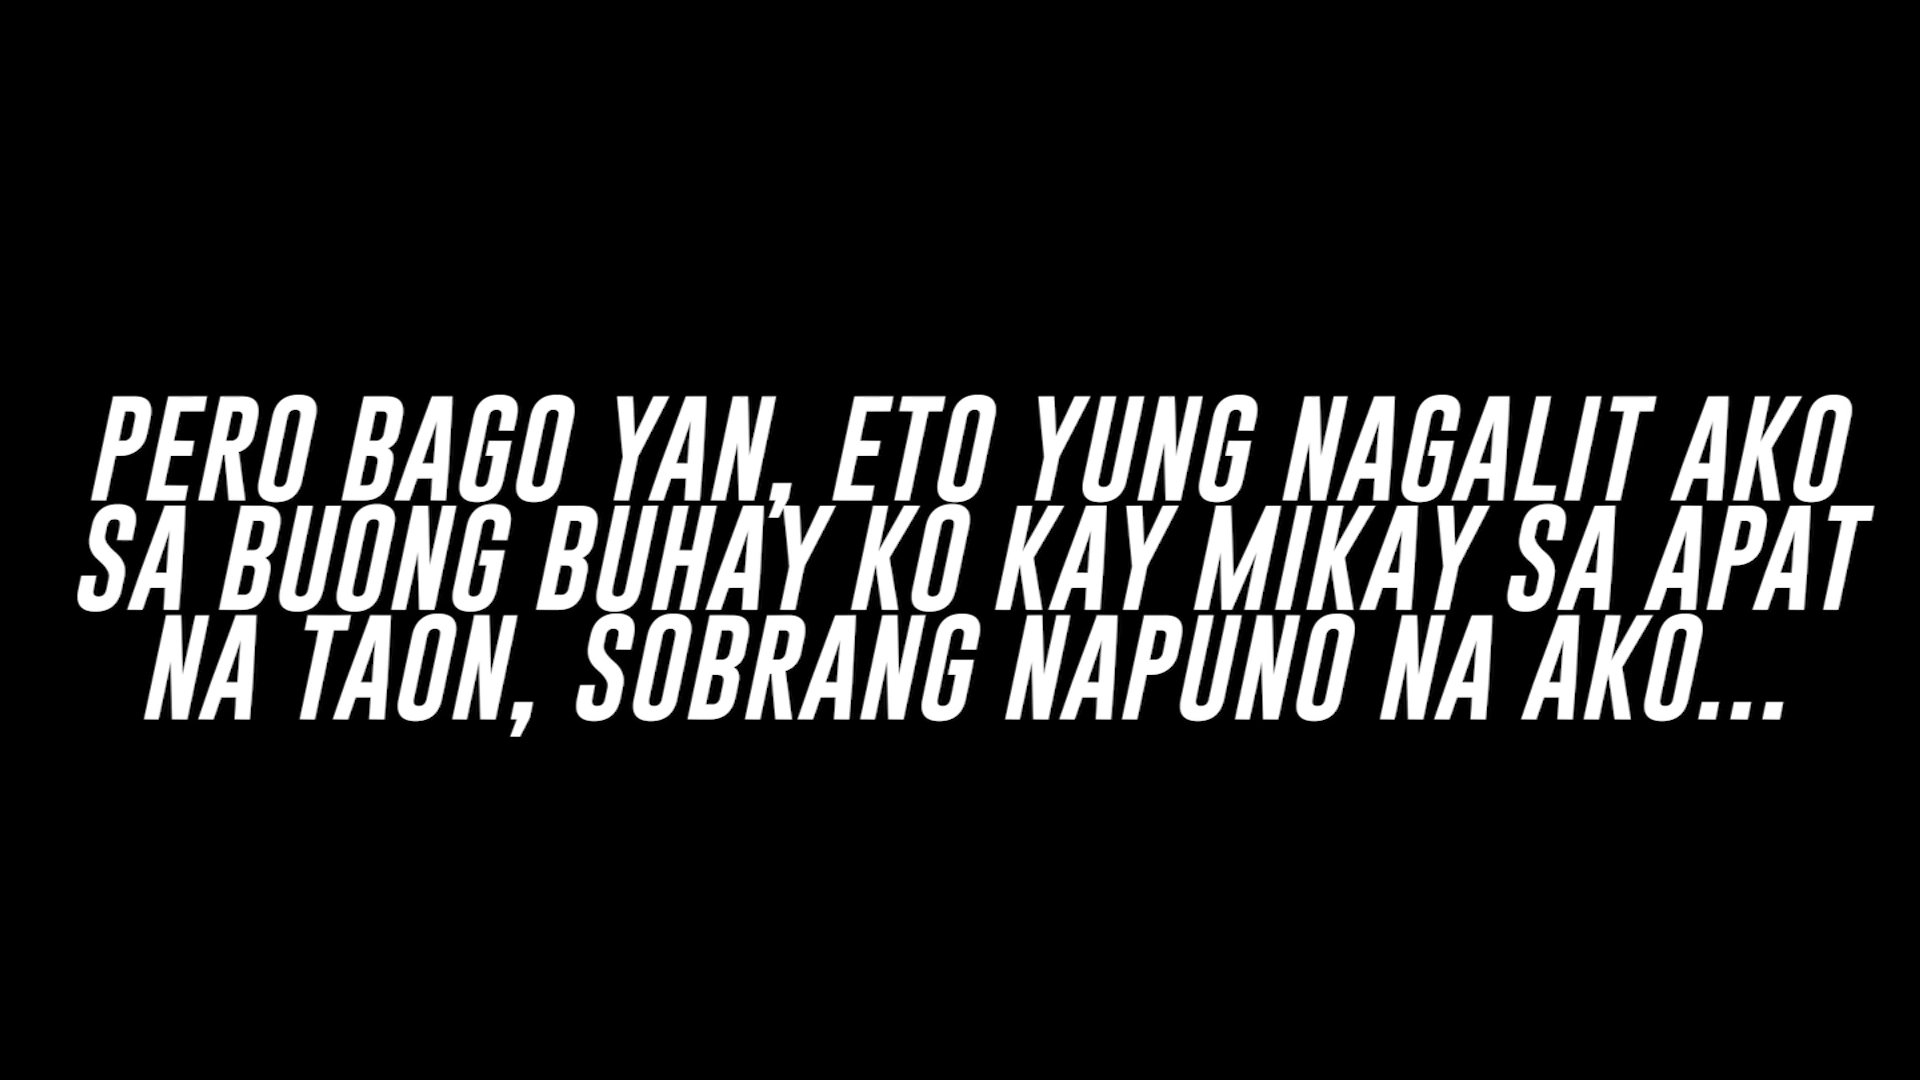 PERO BAGO YAN, ETO YUNG NAGALIT AKO
SA BUONG BUHAY KO KAY MIKAY SA APAT
NA TAON, SOBRANG NAPUNO NA AKO...